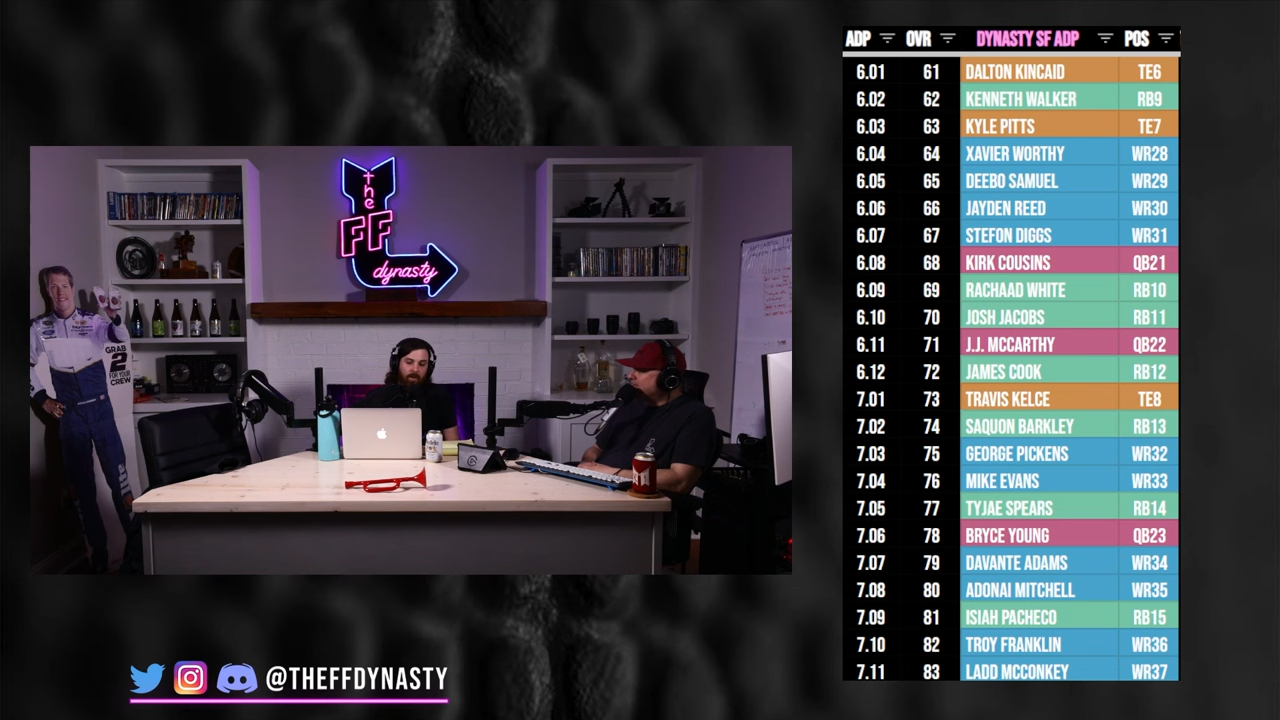 the
FF
dynasty
GRAB
2
FOR YOUR
CREW
@THEFFDYNASTY
ADP OVR DYNASTY SF ADP POS
6.01 61 DALTON KINCAID TE6
6.02 62 KENNETH WALKER RB9
6.03 63 KYLE PITTS TE7
6.04 64 XAVIER WORTHY WR28
6.05 65 DEEBO SAMUEL WR29
6.06 66 JAYDEN REED WR30
6.07 67 STEFON DIGGS WR31
6.08 68 KIRK COUSINS QB21
6.09 69 RACHAAD WHITE RB10
6.10 70 JOSH JACOBS RB11
6.11 71 J.J. MCCARTHY QB22
6.12 72 JAMES COOK RB12
7.01 73 TRAVIS KELCE TE8
7.02 74 SAQUON BARKLEY RB13
7.03 75 GEORGE PICKENS WR32
7.04 76 MIKE EVANS WR33
7.05 77 TYJAE SPEARS RB14
7.06 78 BRYCE YOUNG QB23
7.07 79 DAVANTE ADAMS WR34
7.08 80 ADONAI MITCHELL WR35
7.09 81 ISIAH PACHECO RB15
7.10 82 TROY FRANKLIN WR36
7.11 83 LADD MCCONKEY WR37